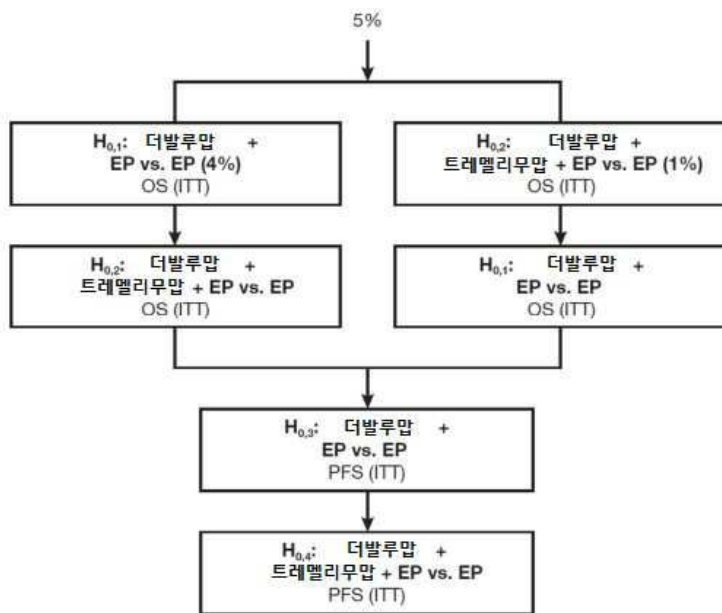 5%
H₀,₁: 더발루맙 +
EP vs. EP (4%)
OS (ITT)
H₀,₂: 더발루맙 +
트레멜리무맙 + EP vs. EP (1%)
OS (ITT)
H₀,₂: 더발루맙 +
트레멜리무맙 + EP vs. EP
OS (ITT)
H₀,₁: 더발루맙 +
EP vs. EP
OS (ITT)
H₀,₃: 더발루맙 +
EP vs. EP
PFS (ITT)
H₀,₄: 더발루맙 +
트레멜리무맙 + EP vs. EP
PFS (ITT)